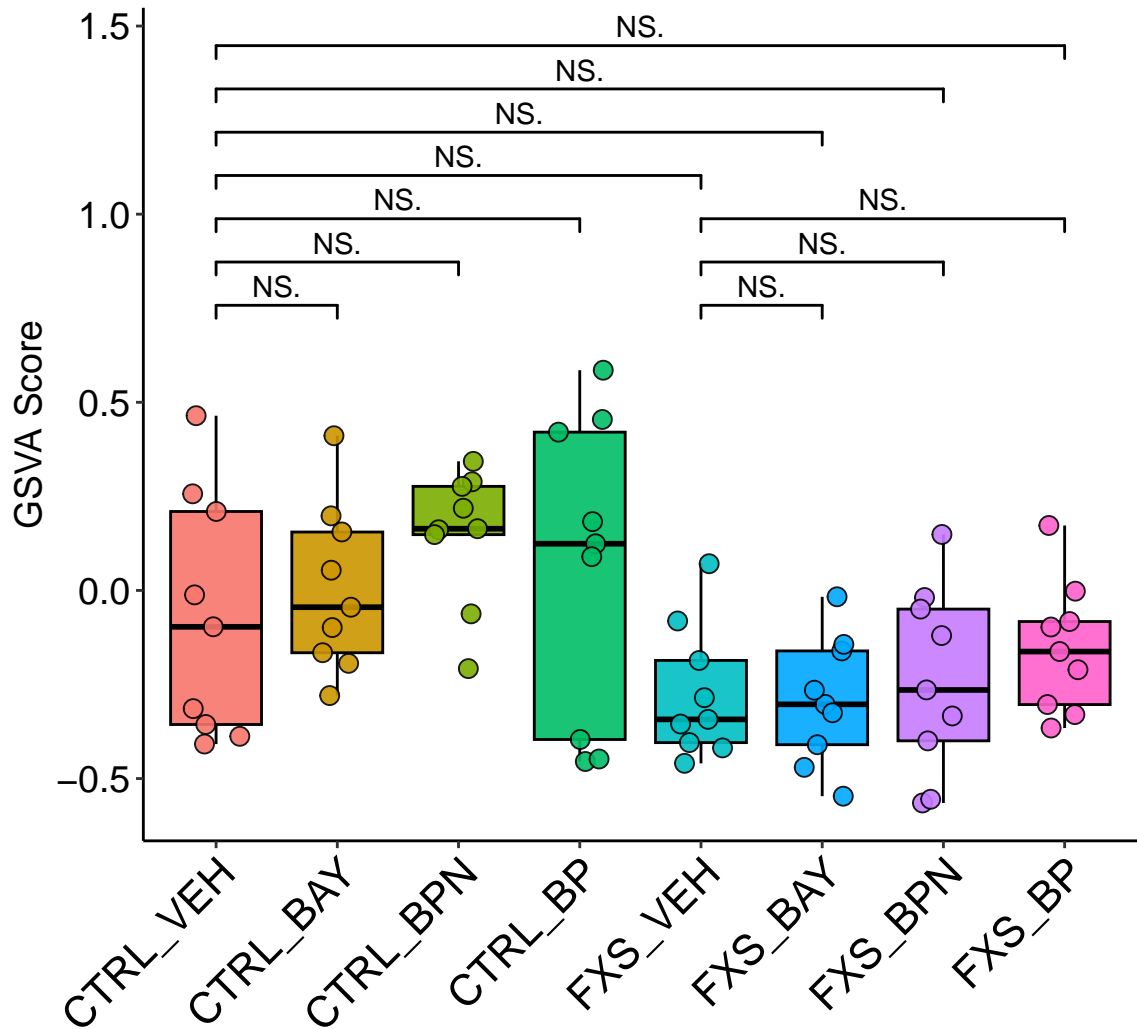 1.5
NS.
NS.
NS.
NS.
1.0
NS.
NS.
NS.
NS.
NS.
NS.
GSVA Score
0.5
0.0
−0.5
CTRL_VEH
CTRL_BAY
CTRL_BPN
CTRL_BP
FXS_VEH
FXS_BAY
FXS_BPN
FXS_BP